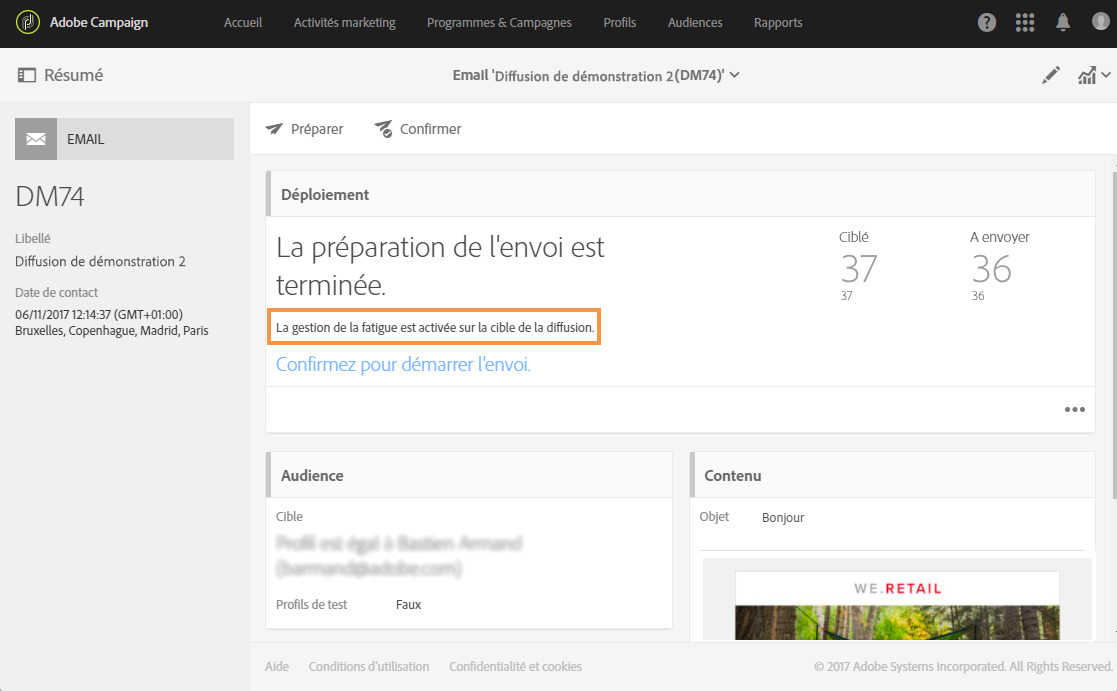 Adobe Campaign
Accueil
Activités marketing
Programmes & Campagnes
Profils
Audiences
Rapports
Résumé
Email 'Diffusion de démonstration 2(DM74)'
EMAIL
DM74
Libellé
Diffusion de démonstration 2
Date de contact
06/11/2017 12:14:37 (GMT+01:00)
Bruxelles, Copenhague, Madrid, Paris
Préparer
Confirmer
Déploiement
La préparation de l'envoi est
terminée.
La gestion de la fatigue est activée sur la cible de la diffusion.
Confirmez pour démarrer l'envoi.
Ciblé
37
37
A envoyer
36
36
Audience
Cible
Profils de test
Faux
Contenu
Objet
Bonjour
WE.RETAIL
Aide
Conditions d'utilisation
Confidentialité et cookies
© 2017 Adobe Systems Incorporated. All Rights Reserved.